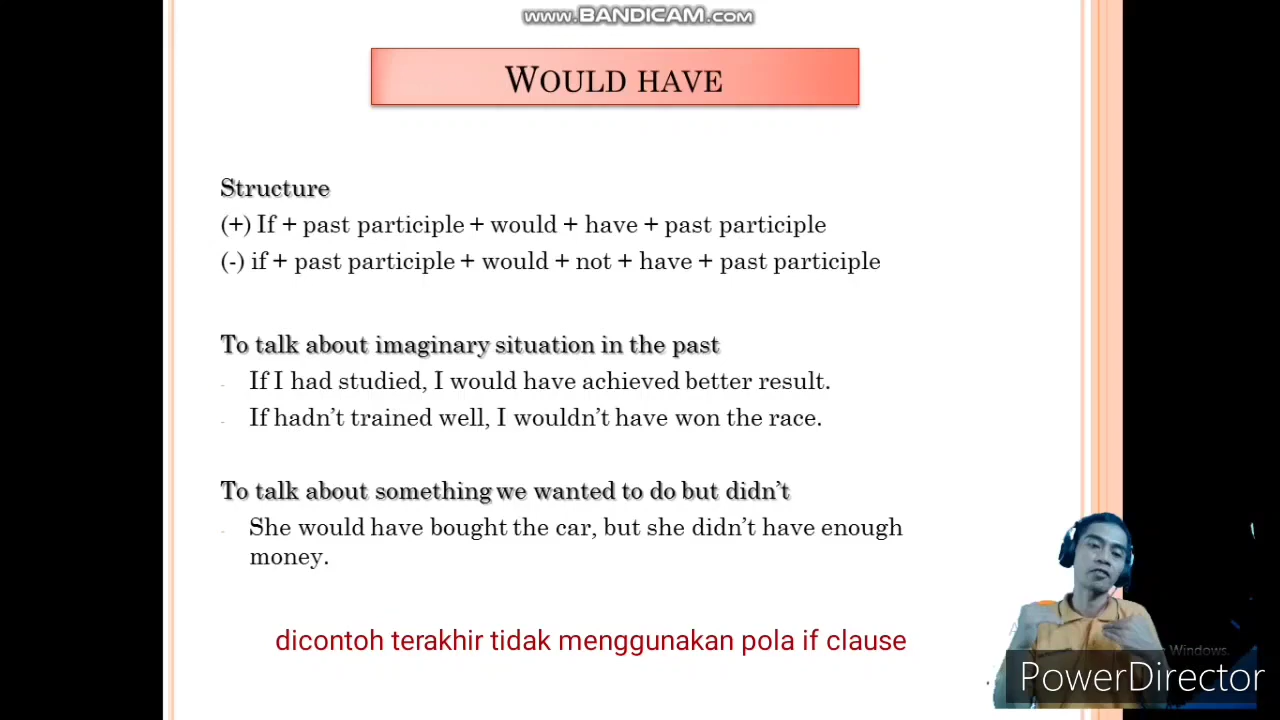 www.BANDICAM.com
WOULD HAVE
Structure
(+) If + past participle + would + have + past participle
(-) if + past participle + would + not + have + past participle
To talk about imaginary situation in the past
- If I had studied, I would have achieved better result.
- If hadn't trained well, I wouldn't have won the race.
To talk about something we wanted to do but didn't
- She would have bought the car, but she didn't have enough
money.
dicontoh terakhir tidak menggunakan pola if clause
Windows.
PowerDirector